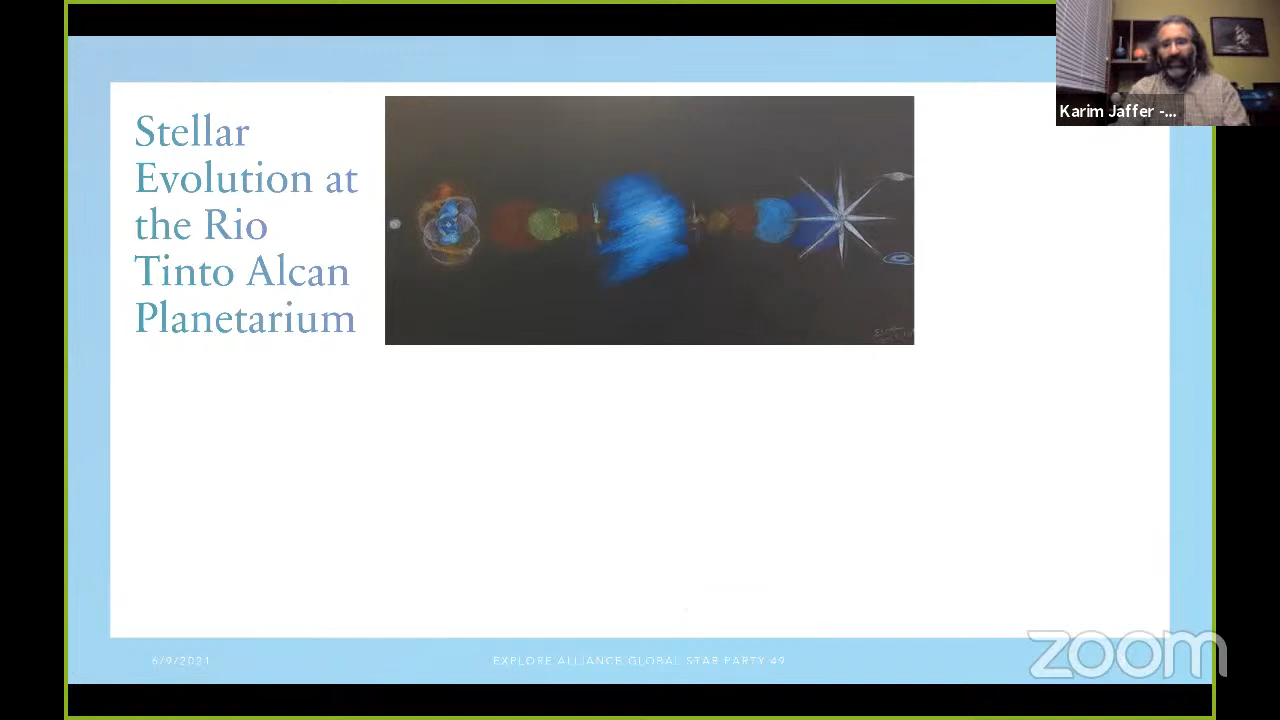 Stellar
Evolution at
the Rio
Tinto Alcan
Planetarium
Karim Jaffer -...
6/9/2021
EXPLORE ALLIANCE GLOBAL STAR PARTY 49
zoom